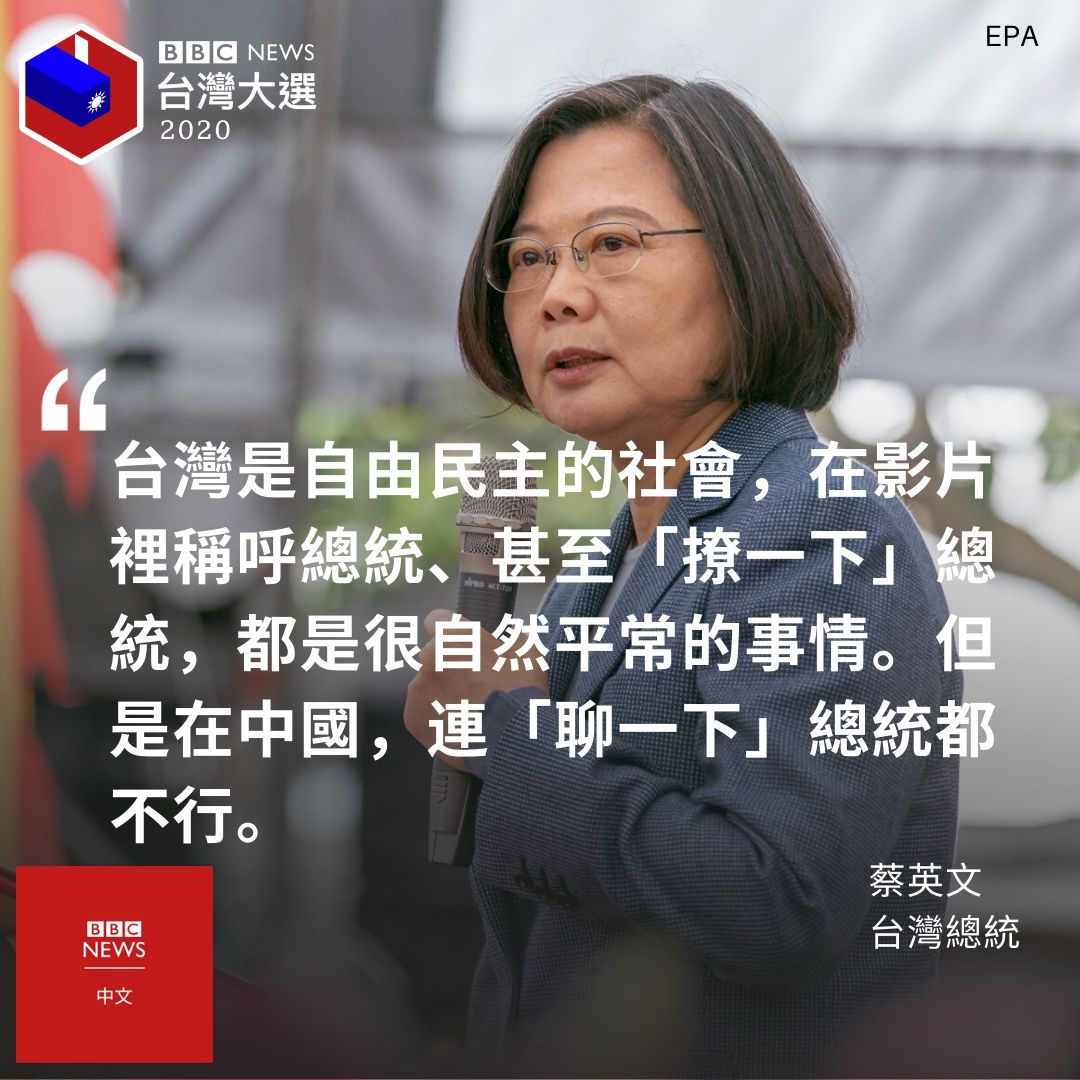 BBC NEWS
台灣大選
2020
EPA
“
台灣是自由民主的社會，在影片
裡稱呼總統、甚至「撩一下」總
統，都是很自然平常的事情。但
是在中國，連「聊一下」總統都
不行。
MIPRO ACT-72H
蔡英文
台灣總統
BBC
NEWS
中文